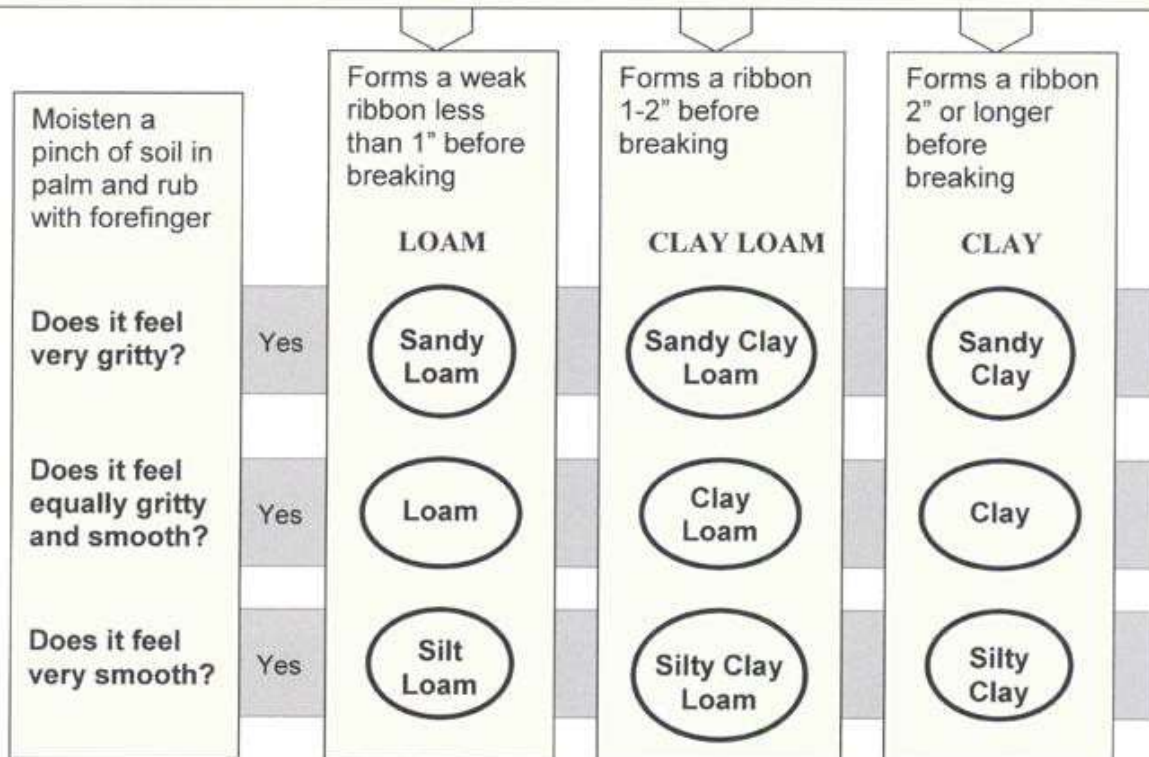 Moisten a
pinch of soil in
palm and rub
with forefinger
Forms a weak
ribbon less
than 1” before
breaking
LOAM
Forms a ribbon
1-2” before
breaking
CLAY LOAM
Forms a ribbon
2” or longer
before
breaking
CLAY
Does it feel
very gritty?
Yes
Sandy
Loam
Sandy Clay
Loam
Sandy
Clay
Does it feel
equally gritty
and smooth?
Yes
Loam
Clay
Loam
Clay
Does it feel
very smooth?
Yes
Silt
Loam
Silty Clay
Loam
Silty
Clay